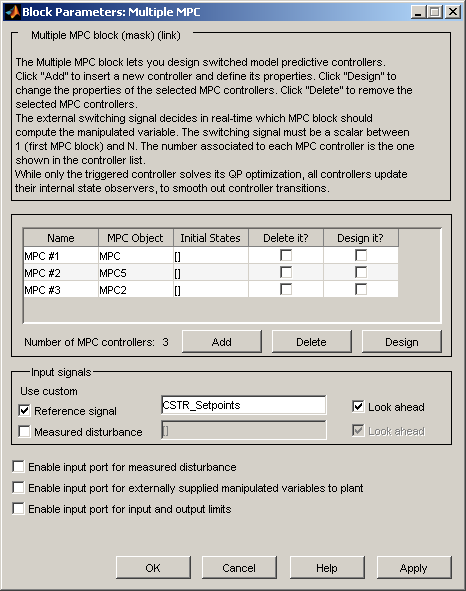 Block Parameters: Multiple MPC
Multiple MPC block (mask) (link)
The Multiple MPC block lets you design switched model predictive controllers.
Click "Add" to insert a new controller and define its properties. Click "Design" to
change the properties of the selected MPC controllers. Click "Delete" to remove the
selected MPC controllers.
The external switching signal decides in real-time which MPC block should
compute the manipulated variable. The switching signal must be a scalar between
1 (first MPC block) and N. The number associated to each MPC controller is the one
shown in the controller list.
While only the triggered controller solves its QP optimization, all controllers update
their internal state observers, to smooth out controller transitions.
Name MPC Object Initial States Delete it? Design it?
MPC #1 MPC []
MPC #2 MPC5 []
MPC #3 MPC2 []
Number of MPC controllers: 3 Add Delete Design
Input signals
Use custom
Reference signal CSTR_Setpoints Look ahead
Measured disturbance [] Look ahead
Enable input port for measured disturbance
Enable input port for externally supplied manipulated variables to plant
Enable input port for input and output limits
OK Cancel Help Apply